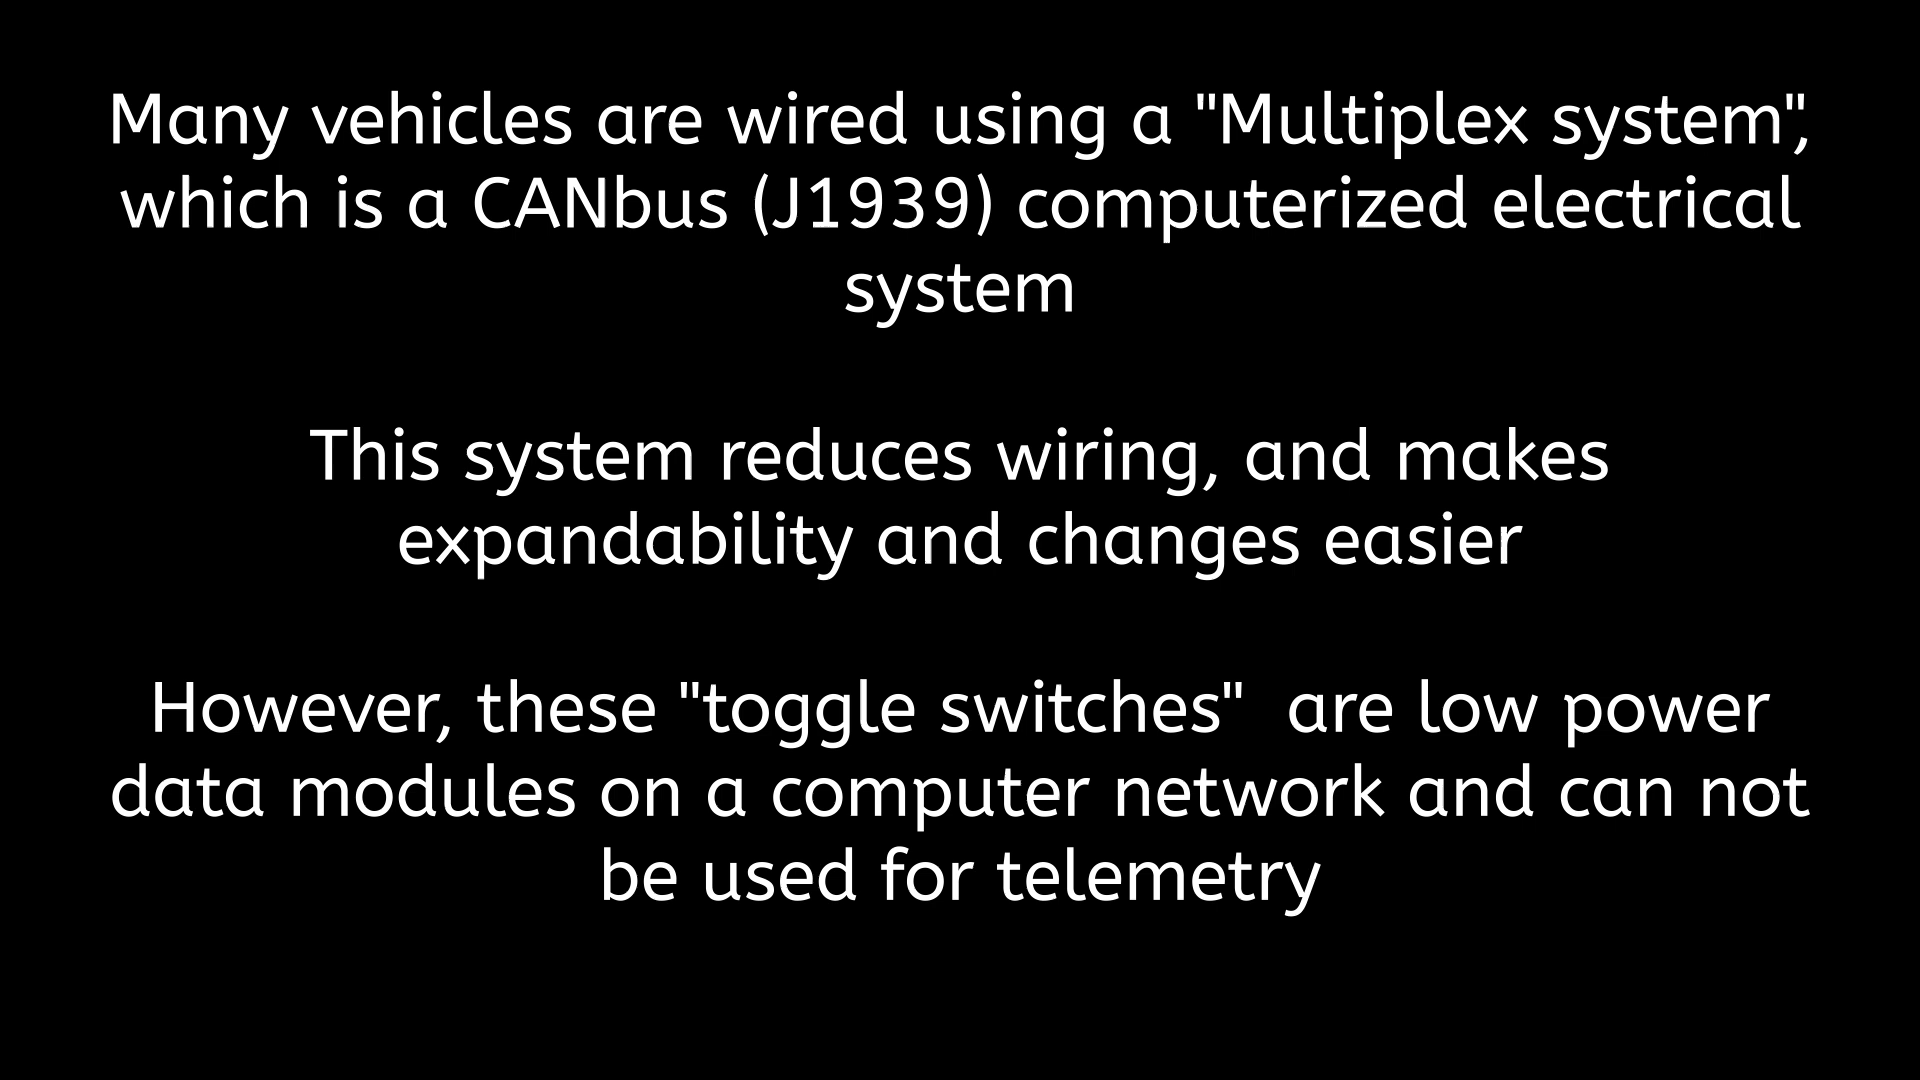 Many vehicles are wired using a "Multiplex system",
which is a CANbus (J1939) computerized electrical
system
This system reduces wiring, and makes
expandability and changes easier
However, these "toggle switches"  are low power
data modules on a computer network and can not
be used for telemetry